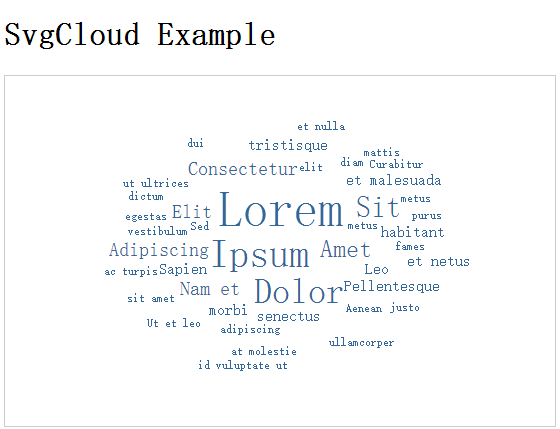 SvgCloud Example
et nulla
dui
tristisque
mattis
diam
Curabitur
Consectetur
elit
et malesuada
ut ultrices
dictum
metus
Lorem
Sit
Elit
egestas
purus
Sed
metus
vestibulum
habitant
fames
Adipiscing
Ipsum
Amet
et netus
ac turpis
Sapien
Leo
Nam et
Dolor
Pellentesque
sit amet
morbi
Aenean
justo
senectus
Ut et leo
adipiscing
ullamcorper
at molestie
id vuluptate ut